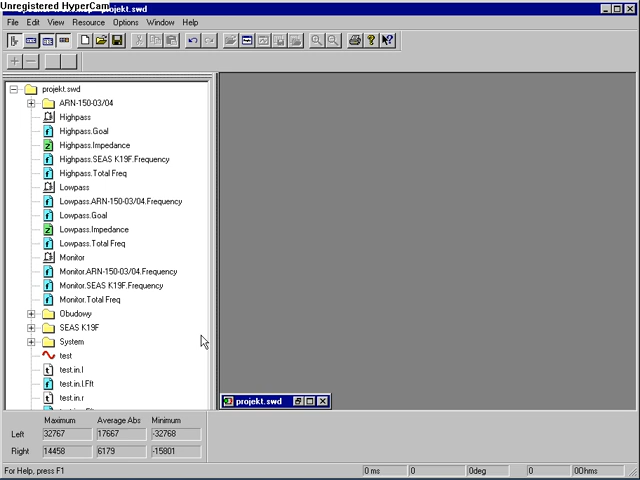 Unregistered HyperCam
projekt.swd
File Edit View Resource Options Window Help
projekt.swd
ARN-150-03/04
Highpass
Highpass.Goal
Highpass.Impedance
Highpass.SEAS K19F.Frequency
Highpass.Total Freq
Lowpass
Lowpass.ARN-150-03/04.Frequency
Lowpass.Goal
Lowpass.Impedance
Lowpass.Total Freq
Monitor
Monitor.ARN-150-03/04.Frequency
Monitor.SEAS K19F.Frequency
Monitor.Total Freq
Obudowy
SEAS K19F
System
test
test.in.l
test.in.l.Fft
test.in.r
projekt.swd
Maximum Average Abs Minimum
Left 32767 17667 -32768
Right 14458 6179 -15801
For Help, press F1 0 ms 0 0deg 0 0Ohms